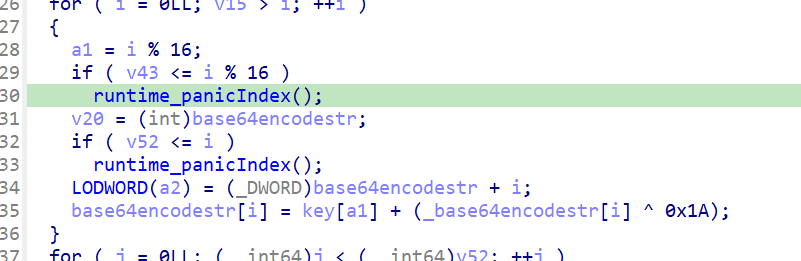 26 for ( i = 0LL; v15 > i; ++i )
27 {
28 a1 = i % 16;
29 if ( v43 <= i % 16 )
30 runtime_panicIndex();
31 v20 = (int)base64encodestr;
32 if ( v52 <= i )
33 runtime_panicIndex();
34 LODWORD(a2) = (_DWORD)base64encodestr + i;
35 base64encodestr[i] = key[a1] + (_base64encodestr[i] ^ 0x1A);
36 }
37 for ( j = 0LL; (__int64)j < (__int64)v52; ++j )